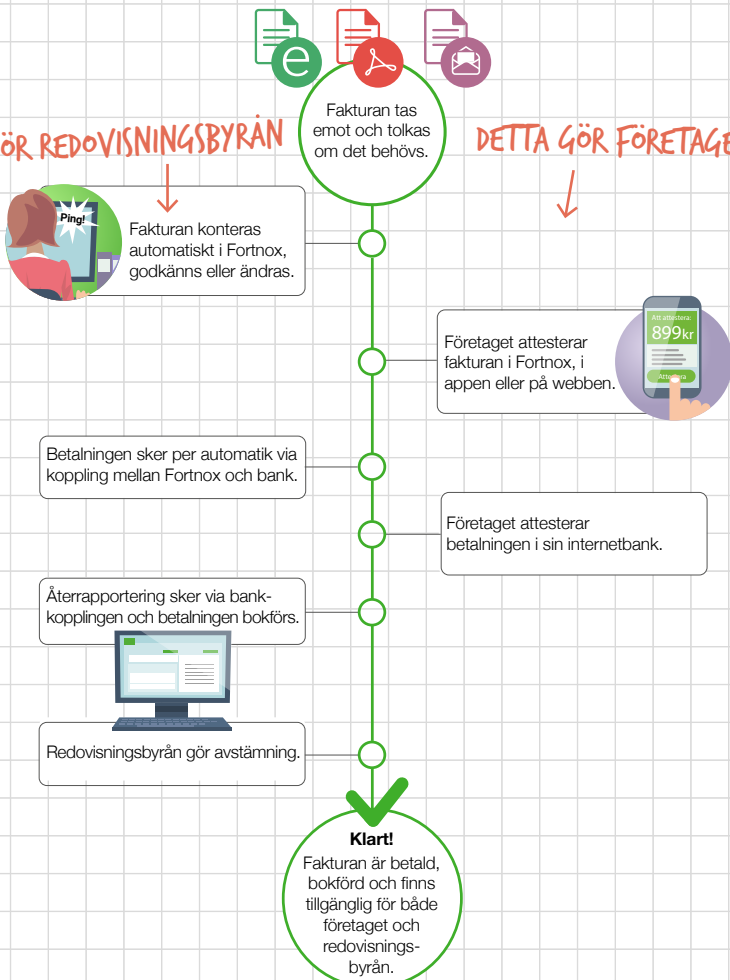 Fakturan tas
emot och tolkas
om det behövs.
ÖR REDOVISNINGSBYRÅN
DETTA GÖR FÖRETAGE
Ping!
Fakturan konteras
automatiskt i Fortnox,
godkänns eller ändras.
Företaget attesterar
fakturan i Fortnox, i
appen eller på webben.
Att attestera:
899kr
Attestera
Betalningen sker per automatik via
koppling mellan Fortnox och bank.
Företaget attesterar
betalningen i sin internetbank.
Återrapportering sker via bank-
kopplingen och betalningen bokförs.
Redovisningsbyrån gör avstämning.
Klart!
Fakturan är betald,
bokförd och finns
tillgänglig för både
företaget och
redovisnings-
byrån.